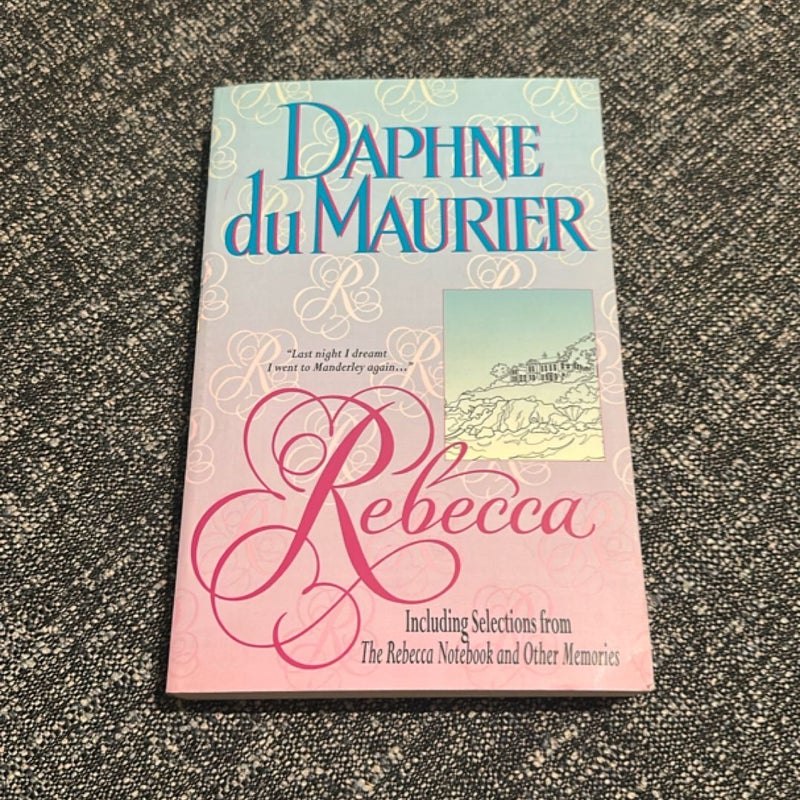 DAPHNE
du MAURIER
"Last night I dreamt
I went to Manderley again..."
Rebecca
Including Selections from
The Rebecca Notebook and Other Memories